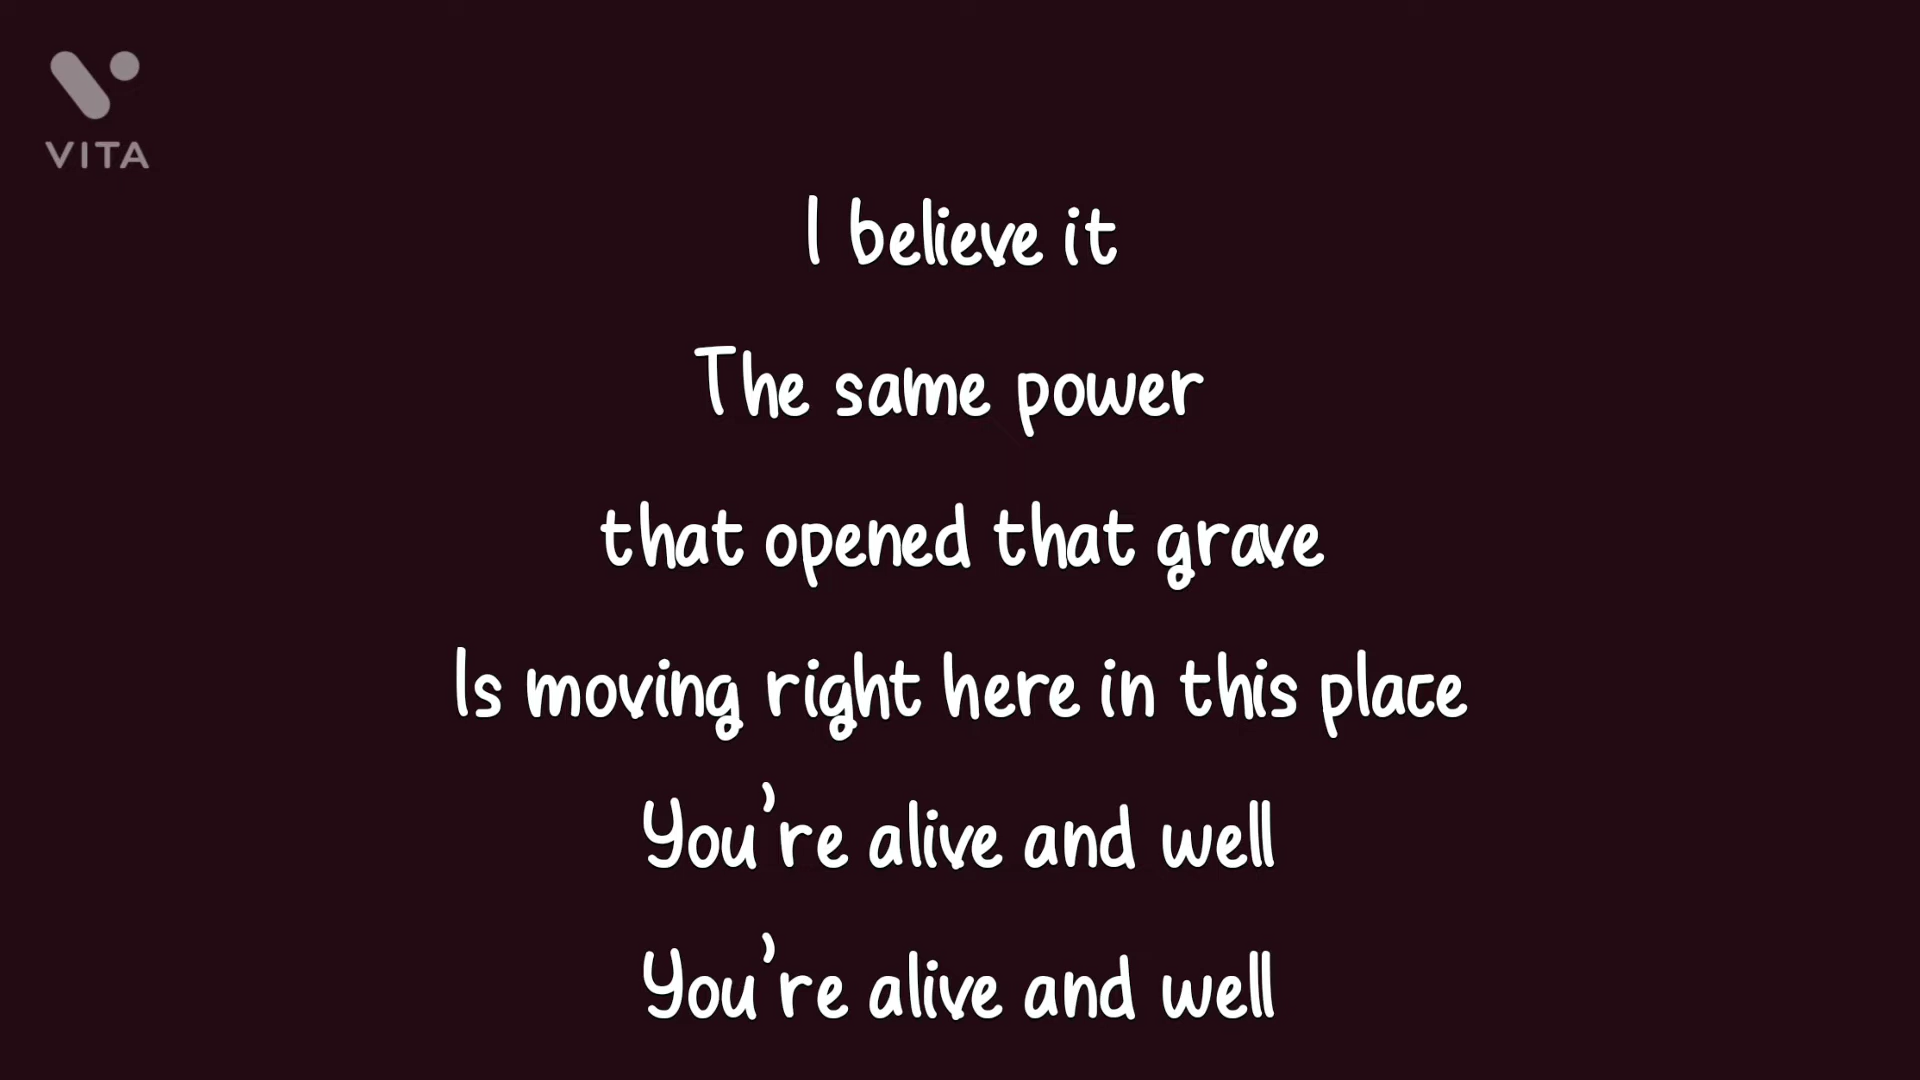 VITA
I believe it
The same power
that opened that grave
Is moving right here in this place
You're alive and well
You're alive and well